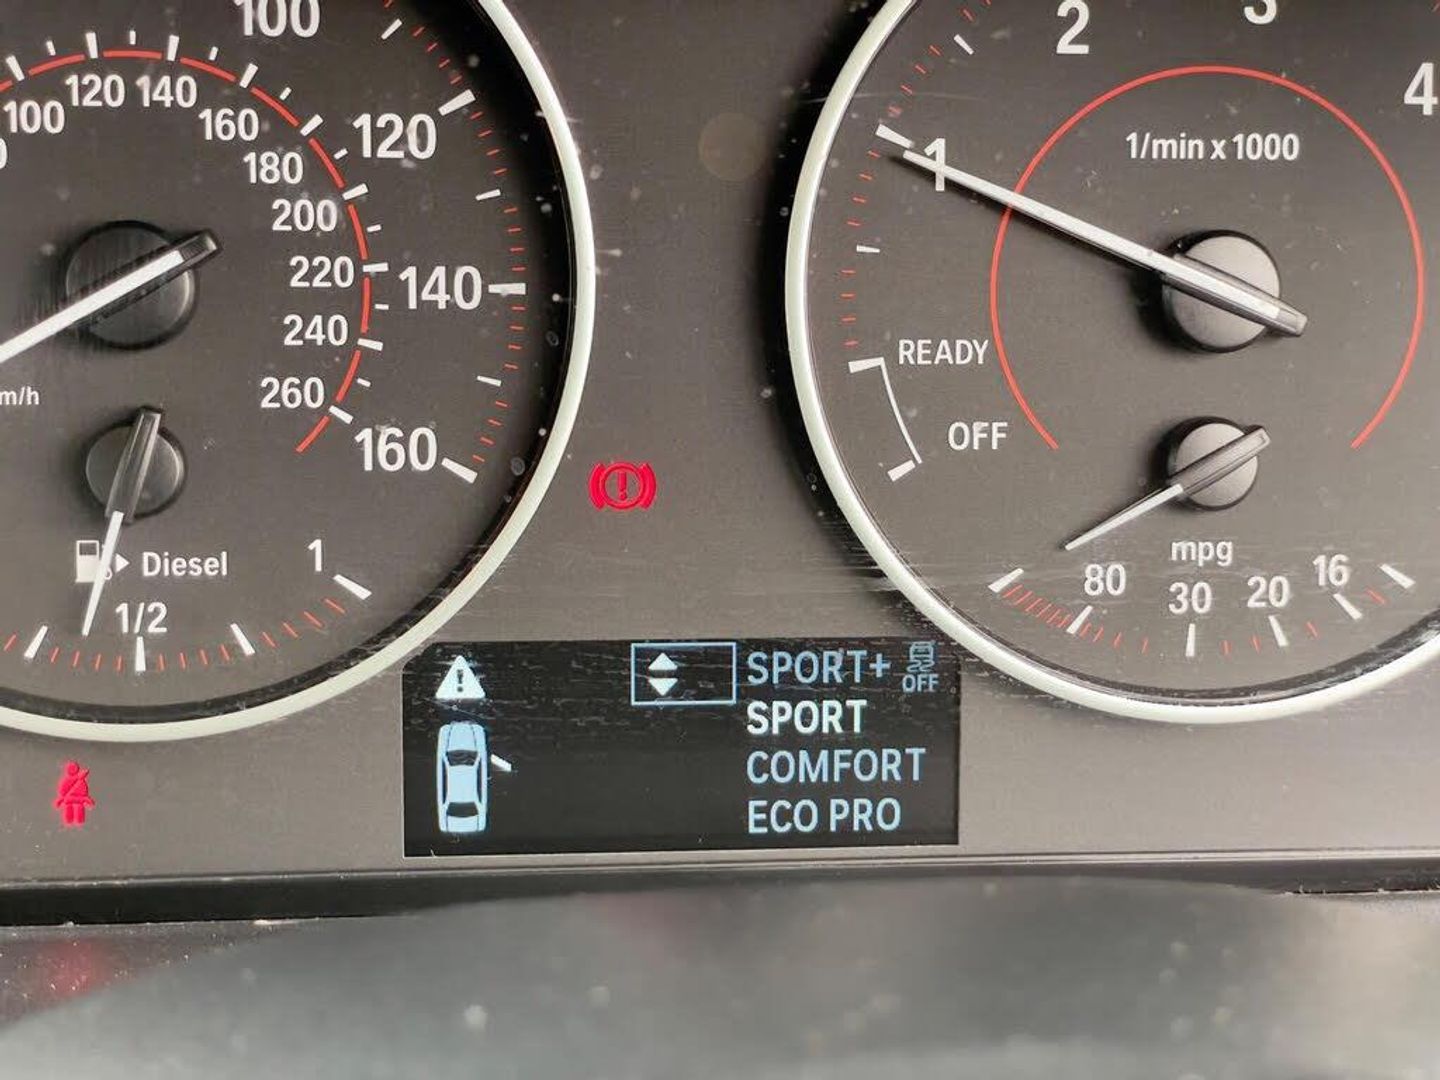 100
120
140
160
100
120
140
160
180
200
220
240
260
m/h
Diesel
1/2
1
1
2
3
4
1/min x 1000
READY
OFF
mpg
80
30
20
16
SPORT+
OFF
SPORT
COMFORT
ECO PRO